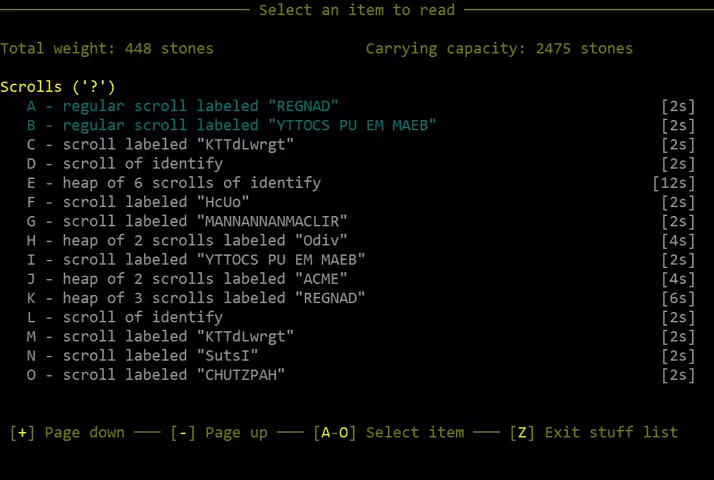 Select an item to read
Total weight: 448 stones Carrying capacity: 2475 stones
Scrolls ('?')
A - regular scroll labeled "REGNAD" [2s]
B - regular scroll labeled "YTTOCS PU EM MAEB" [2s]
C - scroll labeled "KTTdLwrgt" [2s]
D - scroll of identify [2s]
E - heap of 6 scrolls of identify [12s]
F - scroll labeled "HcUo" [2s]
G - scroll labeled "MANNANNANMACLIR" [2s]
H - heap of 2 scrolls labeled "Odiv" [4s]
I - scroll labeled "YTTOCS PU EM MAEB" [2s]
J - heap of 2 scrolls labeled "ACME" [4s]
K - heap of 3 scrolls labeled "REGNAD" [6s]
L - scroll of identify [2s]
M - scroll labeled "KTTdLwrgt" [2s]
N - scroll labeled "SutsI" [2s]
O - scroll labeled "CHUTZPAH" [2s]
[+] Page down ── [-] Page up ── [A-O] Select item ── [Z] Exit stuff list